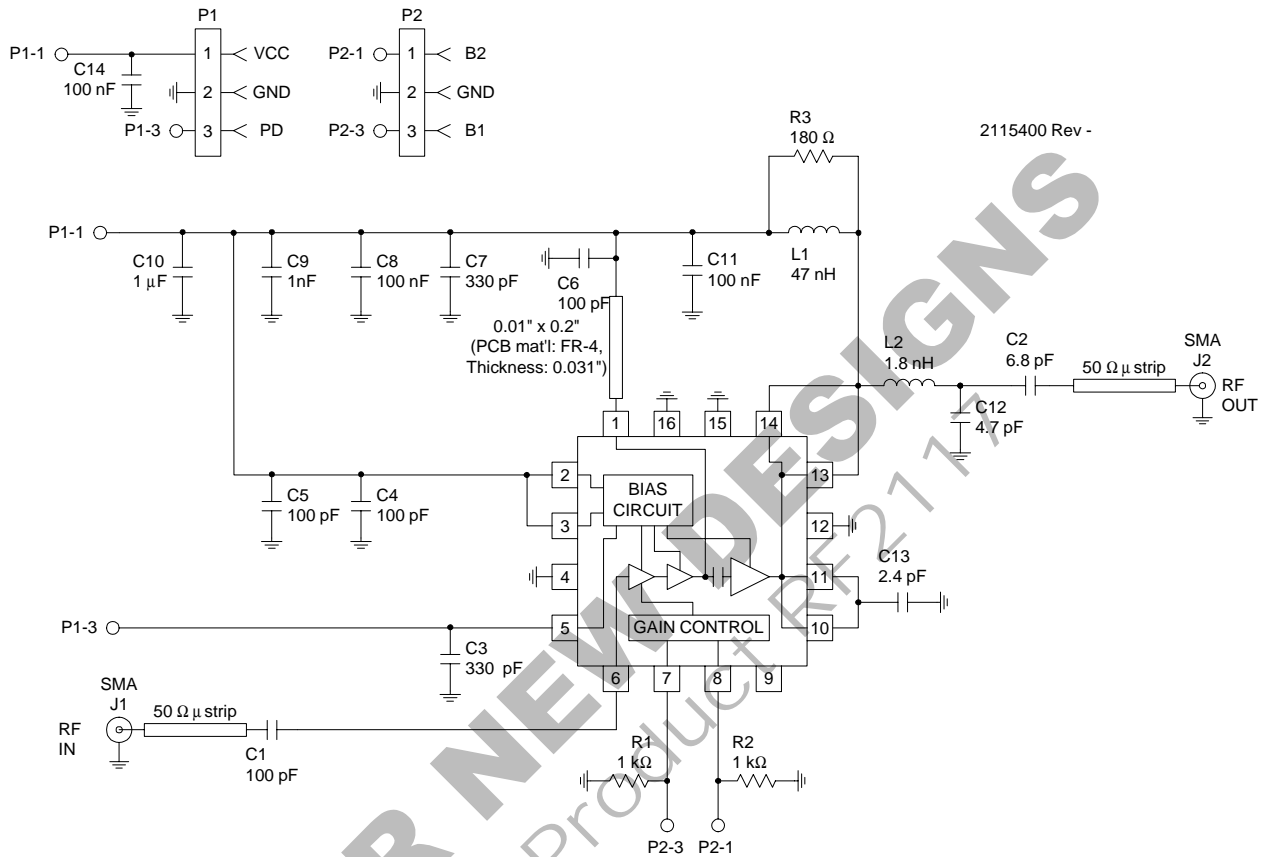 P1
P2
P1-1
1
VCC
P2-1
1
B2
C14
100 nF
2
GND
2
GND
P1-3
3
PD
P2-3
3
B1
R3
180 Ω
2115400 Rev -
P1-1
C10
1 μF
C9
1nF
C8
100 nF
C7
330 pF
C6
100 pF
C11
100 nF
L1
47 nH
0.01" x 0.2"
(PCB mat'l: FR-4,
Thickness: 0.031")
L2
1.8 nH
C2
6.8 pF
50 Ω μ strip
SMA
J2
RF
OUT
C12
4.7 pF
1
16
15
14
2
13
C5
100 pF
C4
100 pF
BIAS
CIRCUIT
3
12
4
11
C13
2.4 pF
P1-3
5
GAIN CONTROL
10
C3
330 pF
6
7
8
9
SMA
J1
RF
IN
50 Ω μ strip
C1
100 pF
R1
1 kΩ
R2
1 kΩ
P2-3
P2-1
R NEW DESIGNS
Product RF2117